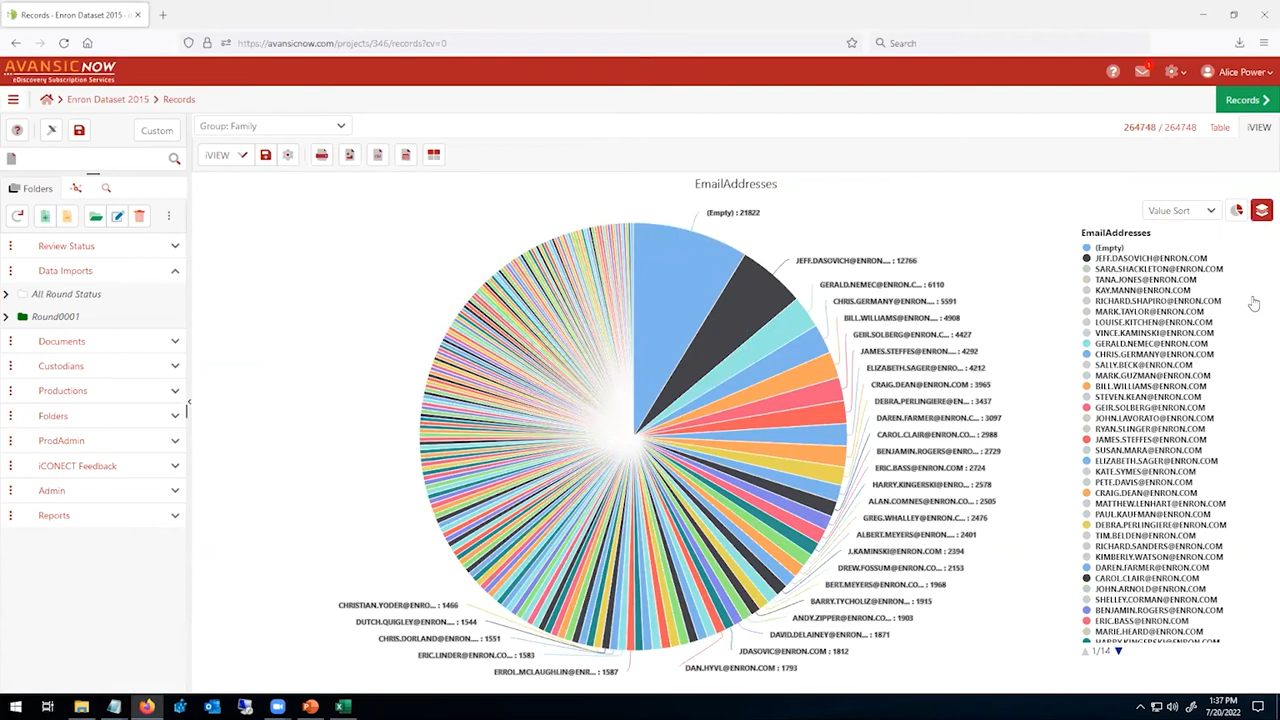 Records - Enron Dataset 2015 - i
https://avansicnow.com/projects/346/records?cv=0
Search
AVANSICNOW
eDiscovery Subscription Services
1
Alice Power
Enron Dataset 2015 > Records
Records
Custom
Group: Family
264748 / 264748
Table
iVIEW
iVIEW
Folders
Review Status
Data Imports
All Round Status
Round0001
Documents
Custodians
Productions
Folders
ProdAdmin
iCONECT Feedback
Admin
Reports
EmailAddresses
(Empty) : 21822
JEFF.DASOVICH@ENRON.... : 12766
GERALD.NEMEC@ENRON.C... : 6110
CHRIS.GERMANY@ENRON.... : 5591
BILL.WILLIAMS@ENRON.... : 4908
GEIR.SOLBERG@ENRON.C... : 4427
JAMES.STEFFES@ENRON.... : 4292
ELIZABETH.SAGER@ENRO... : 4212
CRAIG.DEAN@ENRON.COM : 3965
DEBRA.PERLINGIERE@EN... : 3437
DAREN.FARMER@ENRON.C... : 3097
CAROL.CLAIR@ENRON.CO... : 2988
BENJAMIN.ROGERS@ENRO... : 2729
ERIC.BASS@ENRON.COM : 2724
HARRY.KINGERSKI@ENRO... : 2578
ALAN.COMNES@ENRON.CO... : 2505
GREG.WHALLEY@ENRON.C... : 2476
ALBERT.MEYERS@ENRON.... : 2401
J.KAMINSKI@ENRON.COM : 2394
DREW.FOSSUM@ENRON.CO... : 2153
BERT.MEYERS@ENRON.CO... : 1968
BARRY.TYCHOLIZ@ENRON... : 1915
ANDY.ZIPPER@ENRON.CO... : 1903
DAVID.DELAINEY@ENRON... : 1871
JDASOVIC@ENRON.COM : 1812
DAN.HYVL@ENRON.COM : 1793
CHRISTIAN.YODER@ENRO... : 1466
DUTCH.QUIGLEY@ENRON.... : 1544
CHRIS.DORLAND@ENRON.... : 1551
ERIC.LINDER@ENRON.CO... : 1583
ERROL.MCLAUGHLIN@ENR... : 1587
Value Sort
EmailAddresses
(Empty)
JEFF.DASOVICH@ENRON.COM
SARA.SHACKLETON@ENRON.COM
TANA.JONES@ENRON.COM
KAY.MANN@ENRON.COM
RICHARD.SHAPIRO@ENRON.COM
MARK.TAYLOR@ENRON.COM
LOUISE.KITCHEN@ENRON.COM
VINCE.KAMINSKI@ENRON.COM
GERALD.NEMEC@ENRON.COM
CHRIS.GERMANY@ENRON.COM
SALLY.BECK@ENRON.COM
MARK.GUZMAN@ENRON.COM
BILL.WILLIAMS@ENRON.COM
STEVEN.KEAN@ENRON.COM
GEIR.SOLBERG@ENRON.COM
JOHN.LAVORATO@ENRON.COM
RYAN.SLINGER@ENRON.COM
JAMES.STEFFES@ENRON.COM
SUSAN.MARA@ENRON.COM
ELIZABETH.SAGER@ENRON.COM
KATE.SYMES@ENRON.COM
PETE.DAVIS@ENRON.COM
CRAIG.DEAN@ENRON.COM
MATTHEW.LENHART@ENRON.COM
PAUL.KAUFMAN@ENRON.COM
DEBRA.PERLINGIERE@ENRON.COM
TIM.BELDEN@ENRON.COM
RICHARD.SANDERS@ENRON.COM
KIMBERLY.WATSON@ENRON.COM
DAREN.FARMER@ENRON.COM
CAROL.CLAIR@ENRON.COM
JOHN.ARNOLD@ENRON.COM
SHELLEY.CORMAN@ENRON.COM
BENJAMIN.ROGERS@ENRON.COM
ERIC.BASS@ENRON.COM
MARIE.HEARD@ENRON.COM
HARRY.KINGERSKI@ENRON.COM
1/14
1:37 PM
7/20/2022